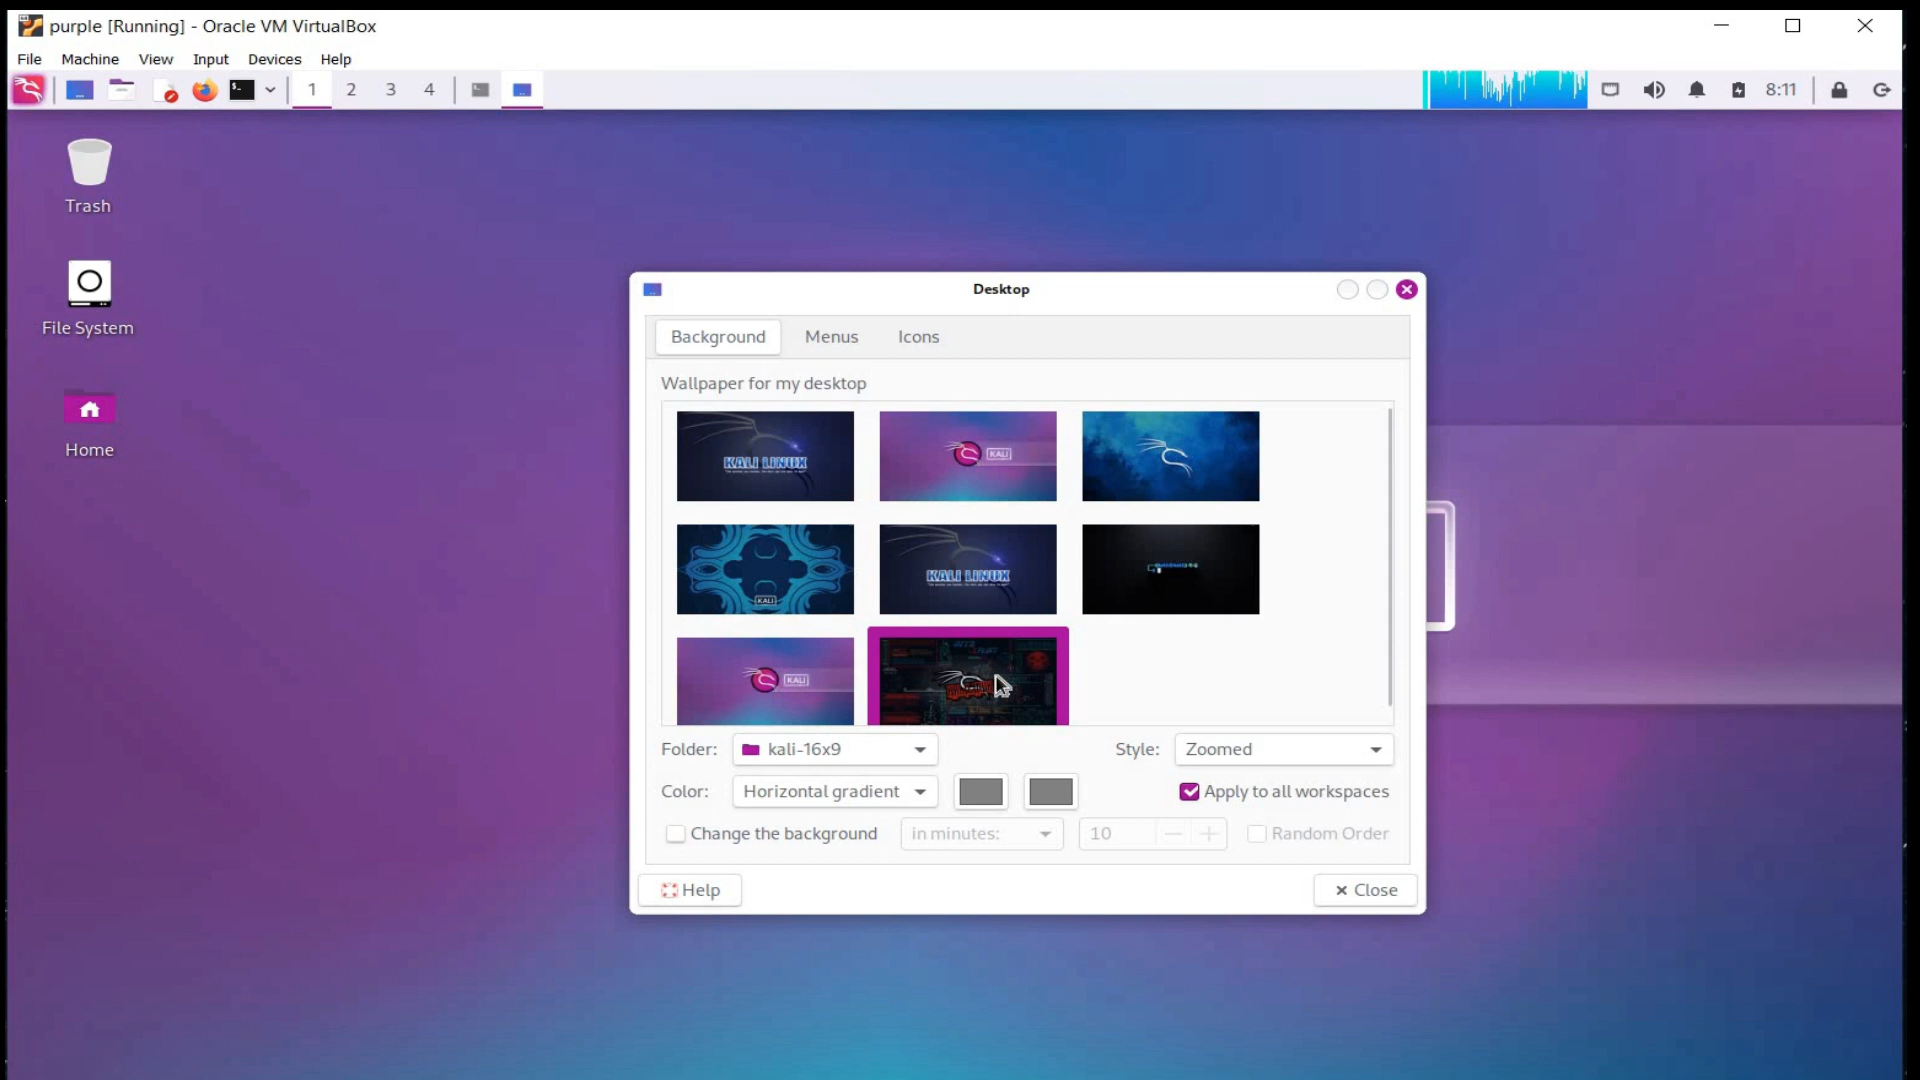 purple [Running] - Oracle VM VirtualBox
File Machine View Input Devices Help
1 2 3 4 8:11
Trash
File System
Home
Desktop
Background Menus Icons
Wallpaper for my desktop
KALI LINUX KALI
KALI KALI LINUX
KALI
Folder: kali-16x9 Style: Zoomed
Color: Horizontal gradient Apply to all workspaces
Change the background in minutes: 10 Random Order
Help Close